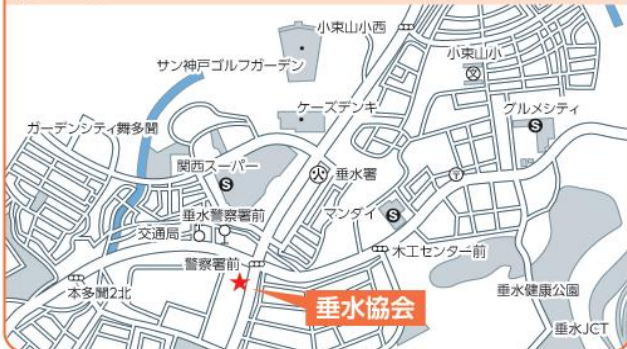 小束山小西
小束山小
文
サン神戸ゴルフガーデン
ケーズデンキ
グルメシティ
S
ガーデンシティ舞多聞
関西スーパー
S
火
垂水署
〒
マンダイ
S
垂水警察署前
交通局
木工センター前
警察署前
本多聞2北
垂水協会
垂水健康公園
垂水JCT